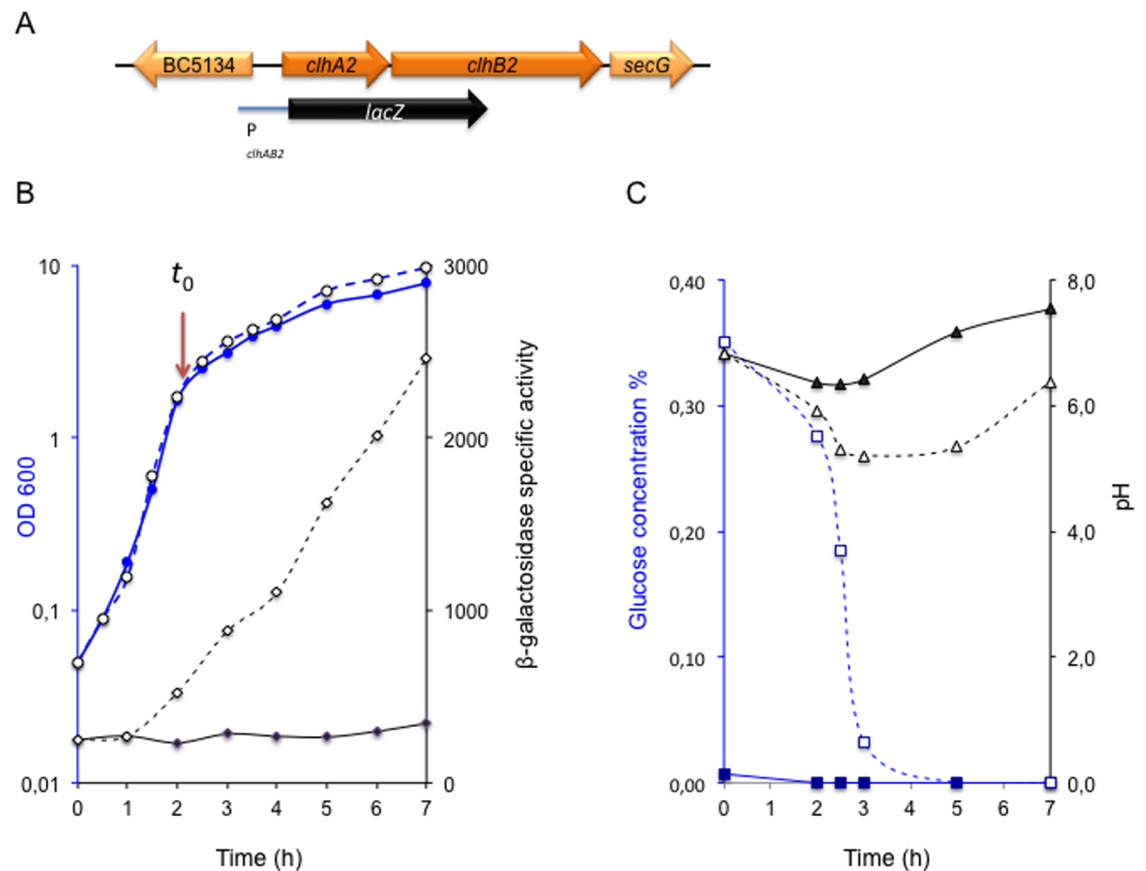 A
BC5134 clhA2 clhB2 secG
lacZ
P
clhAB2
B
C
t0
10
1
0,1
0,01
OD 600
3000
2000
1000
0
β-galactosidase specific activity
0 1 2 3 4 5 6 7
Time (h)
0,40
0,30
0,20
0,10
0,00
Glucose concentration %
8,0
6,0
4,0
2,0
0,0
pH
0 1 2 3 4 5 6 7
Time (h)